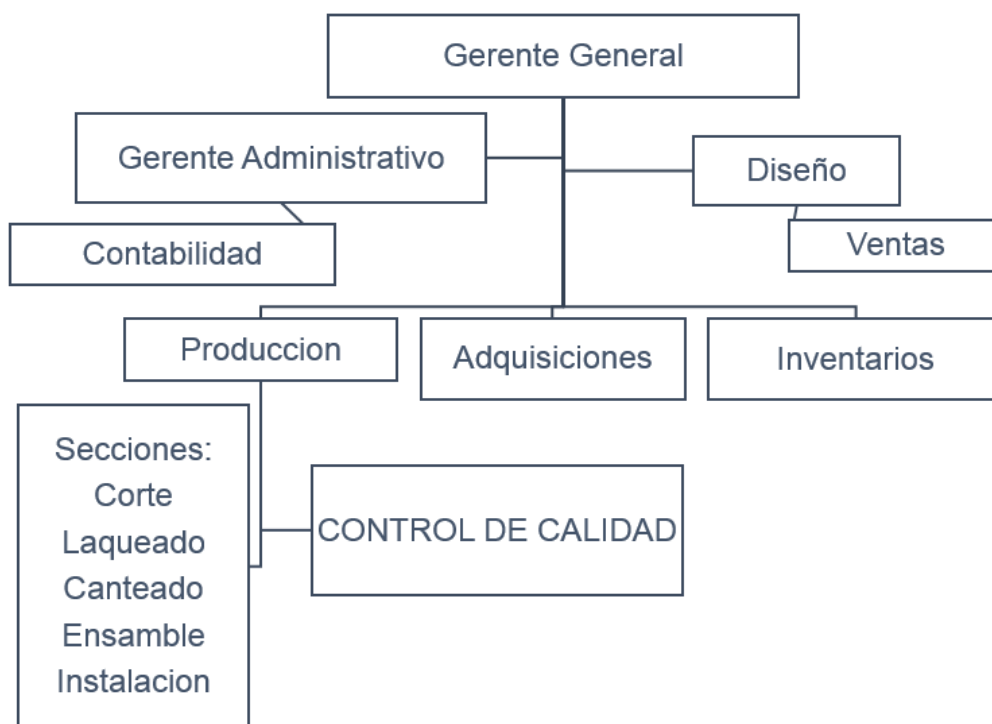 Gerente General
Gerente Administrativo
Diseño
Contabilidad
Ventas
Produccion
Adquisiciones
Inventarios
Secciones:
Corte
Laqueado
Canteado
Ensamble
Instalacion
CONTROL DE CALIDAD